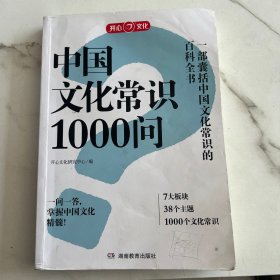 开心文化
一部囊括中国文化常识的
百科全书
中国
文化常识
1000问
开心文化研究中心/编
一问一答,
掌握中国文化
精髓!
7大板块
38个主题
1000个文化常识
湖南教育出版社